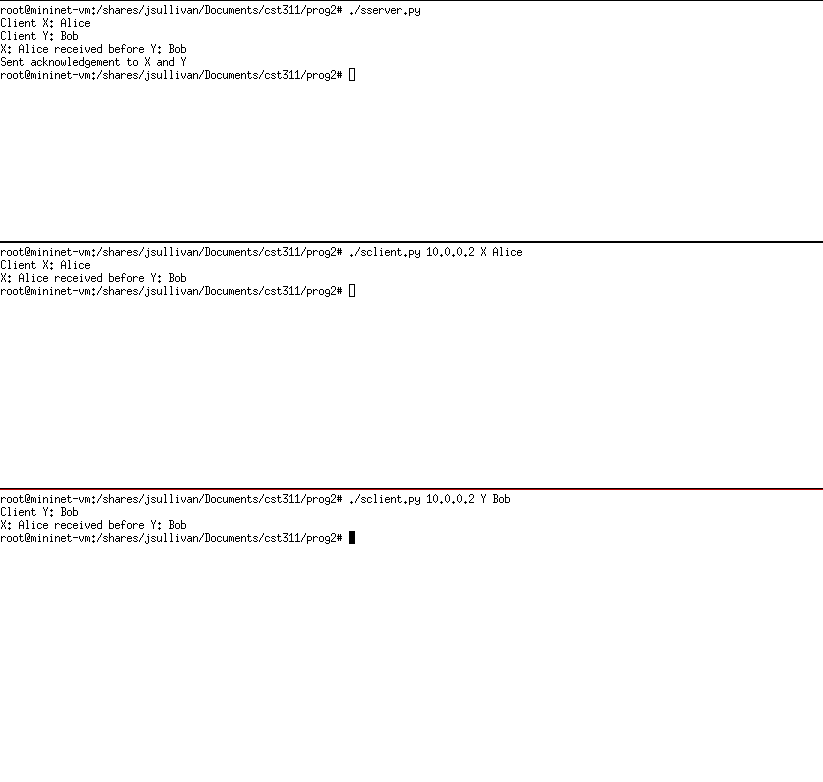 root@mininet-vm:/shares/jsullivan/Documents/cst311/prog2# ./sserver.py
Client X: Alice
Client Y: Bob
X: Alice received before Y: Bob
Sent acknowledgement to X and Y
root@mininet-vm:/shares/jsullivan/Documents/cst311/prog2#
root@mininet-vm:/shares/jsullivan/Documents/cst311/prog2# ./sclient.py 10.0.0.2 X Alice
Client X: Alice
X: Alice received before Y: Bob
root@mininet-vm:/shares/jsullivan/Documents/cst311/prog2#
root@mininet-vm:/shares/jsullivan/Documents/cst311/prog2# ./sclient.py 10.0.0.2 Y Bob
Client Y: Bob
X: Alice received before Y: Bob
root@mininet-vm:/shares/jsullivan/Documents/cst311/prog2#